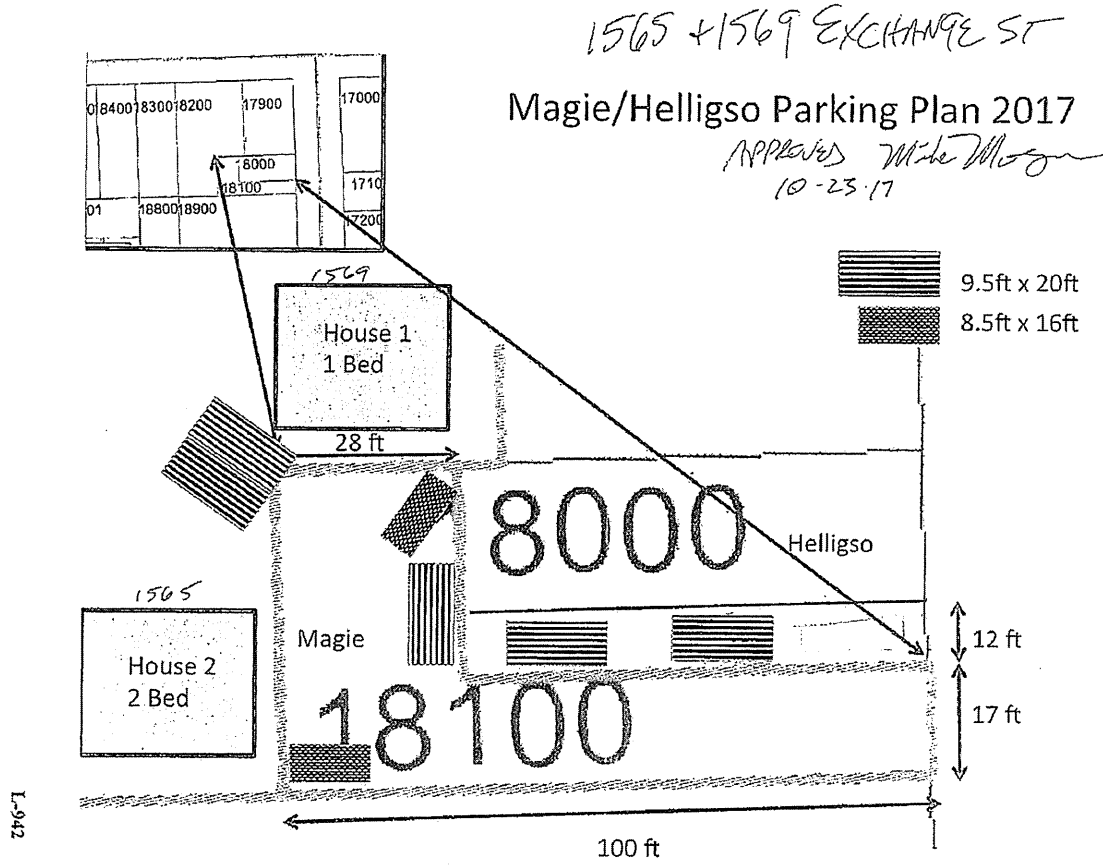 1565 + 1569 EXCHANGE ST
Magie/Helligso Parking Plan 2017
APPROVED Mike Morgan
10-23-17
8400 18300 18200 17900 17000
8000
18100
1710
01 18800 18900
17200
9.5ft x 20ft
8.5ft x 16ft
1569
House 1
1 Bed
28 ft
8000
Helligso
1565
House 2
2 Bed
Magie
12 ft
18100
17 ft
100 ft
L-942